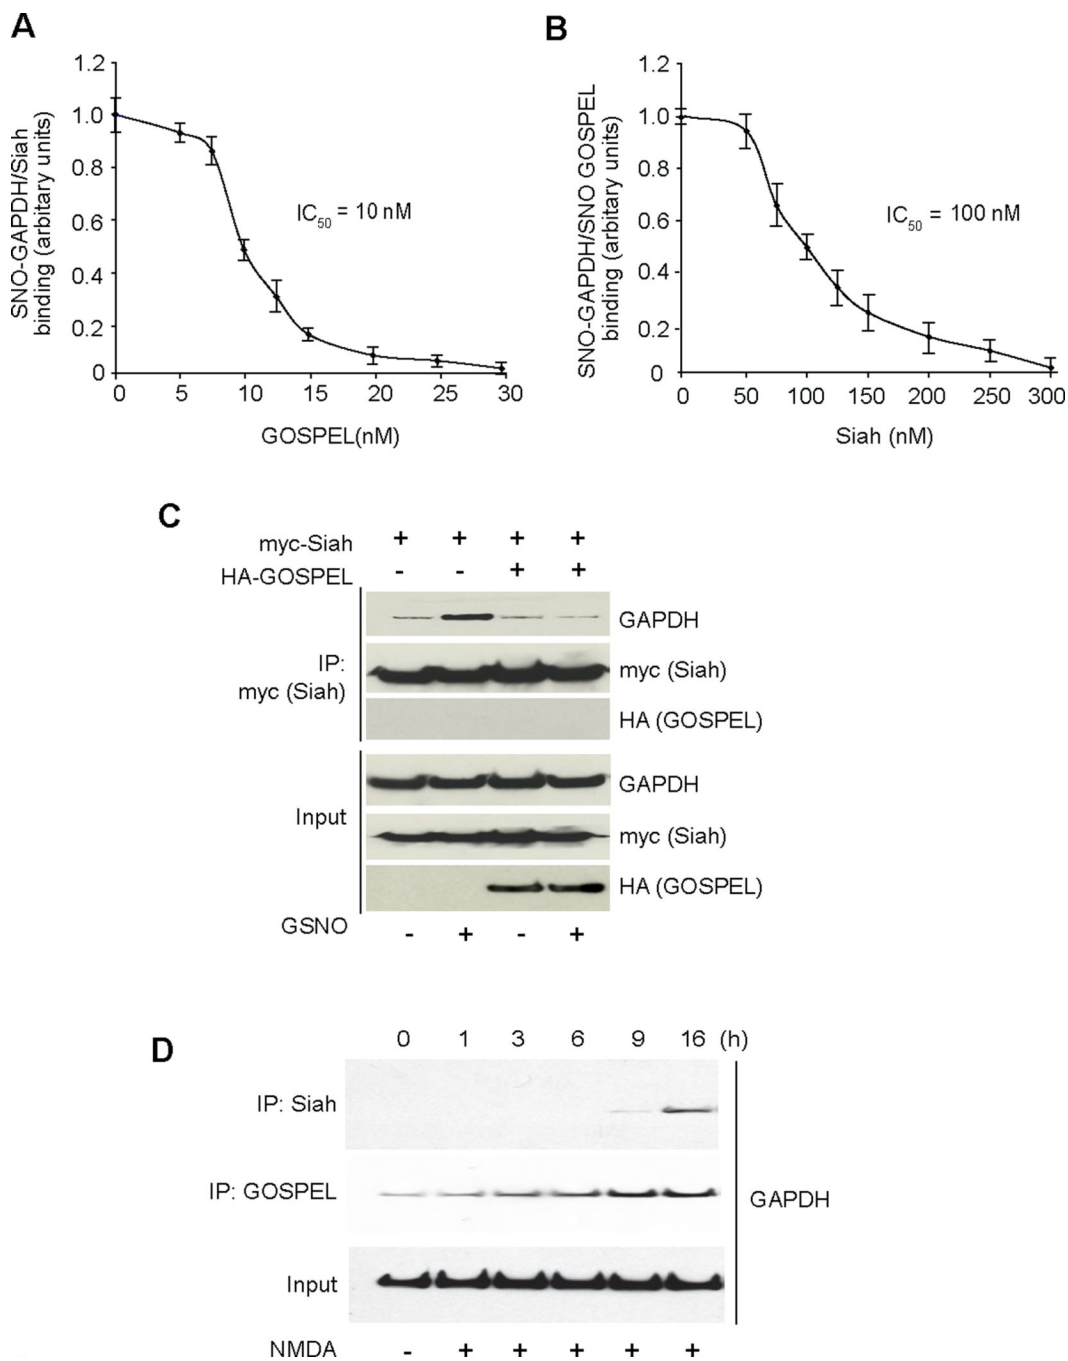 A
SNO-GAPDH/Siah
binding (arbitary units)
1.2
1.0
0.8
0.6
0.4
0.2
0
IC50 = 10 nM
0 5 10 15 20 25 30
GOSPEL(nM)
B
SNO-GAPDH/SNO GOSPEL
binding (arbitary units)
1.2
1.0
0.8
0.6
0.4
0.2
0
IC50 = 100 nM
0 50 100 150 200 250 300
Siah (nM)
C
myc-Siah + + + +
HA-GOSPEL - - + +
IP:
myc (Siah)
GAPDH
myc (Siah)
HA (GOSPEL)
Input
GAPDH
myc (Siah)
HA (GOSPEL)
GSNO - + - +
D
0 1 3 6 9 16 (h)
IP: Siah
IP: GOSPEL
GAPDH
Input
NMDA - + + + + +